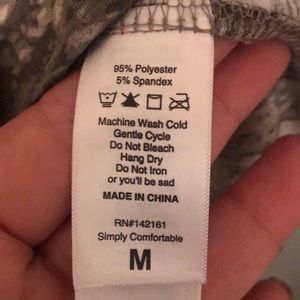 95% Polyester
5% Spandex
Machine Wash Cold
Gentle Cycle
Do Not Bleach
Hang Dry
Do Not Iron
or you'll be sad
MADE IN CHINA
RN#142161
Simply Comfortable
M